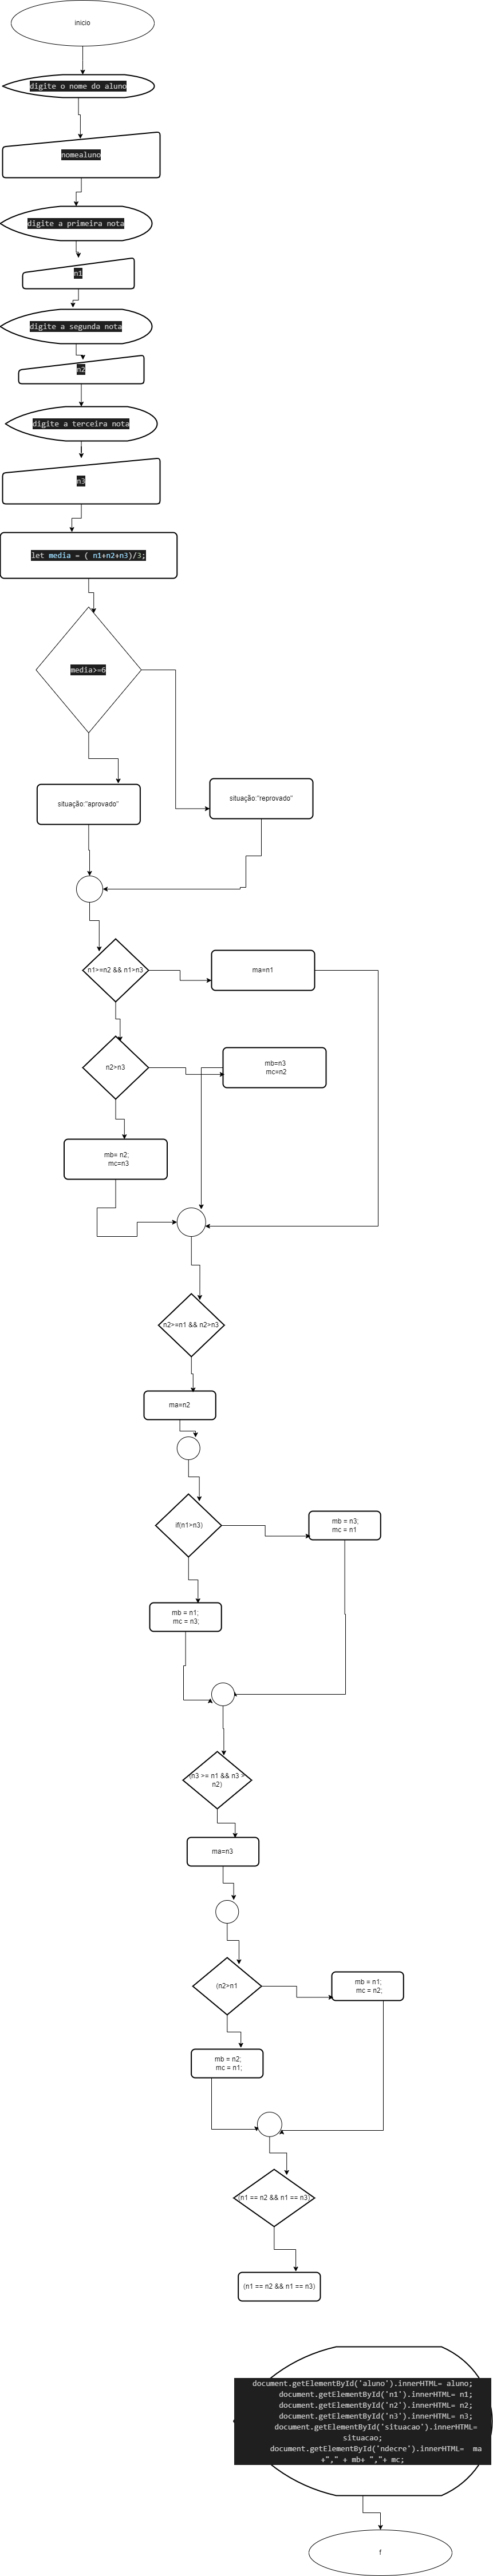 inicio
digite o nome do aluno
nomealuno
digite a primeira nota
n1
digite a segunda nota
n2
digite a terceira nota
n3
let media = ( n1+n2+n3)/3;
media>=6
situação:"aprovado"
situação:"reprovado"
n1>=n2 && n1>n3
ma=n1
n2>n3
mb=n3
mc=n2
mb= n2;
mc=n3
n2>=n1 && n2>n3
ma=n2
if(n1>n3)
mb = n3;
mc = n1
mb = n1;
mc = n3;
(n3 >= n1 && n3 >
n2)
ma=n3
(n2>n1
mb = n1;
mc = n2;
mb = n2;
mc = n1;
(n1 == n2 && n1 == n3)
(n1 == n2 && n1 == n3)
document.getElementById('aluno').innerHTML= aluno;
document.getElementById('n1').innerHTML= n1;
document.getElementById('n2').innerHTML= n2;
document.getElementById('n3').innerHTML= n3;
document.getElementById('situacao').innerHTML=
situacao;
document.getElementById('ndecre').innerHTML= ma
+"," + mb+ ","+ mc;
f